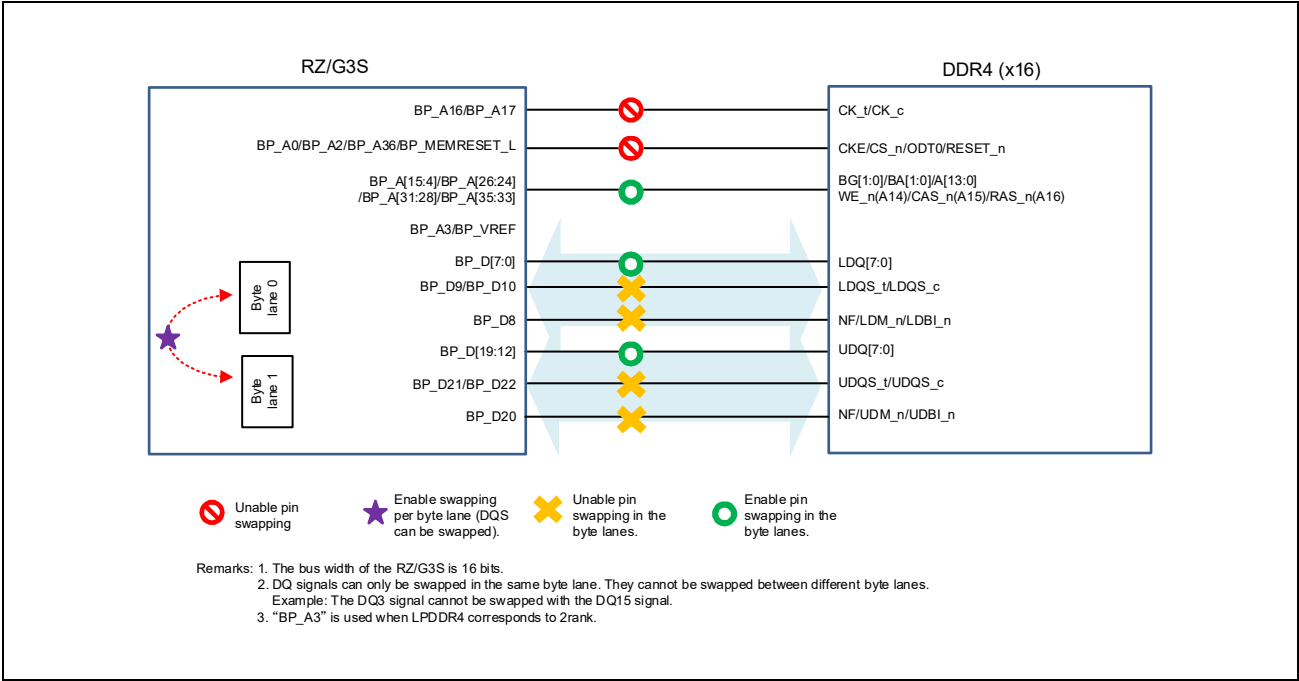 RZ/G3S
DDR4 (x16)
BP_A16/BP_A17
CK_t/CK_c
BP_A0/BP_A2/BP_A36/BP_MEMRESET_L
CKE/CS_n/ODT0/RESET_n
BP_A[15:4]/BP_A[26:24]
/BP_A[31:28]/BP_A[35:33]
BG[1:0]/BA[1:0]/A[13:0]
WE_n(A14)/CAS_n(A15)/RAS_n(A16)
BP_A3/BP_VREF
BP_D[7:0]
LDQ[7:0]
BP_D9/BP_D10
LDQS_t/LDQS_c
BP_D8
NF/LDM_n/LDBI_n
BP_D[19:12]
UDQ[7:0]
BP_D21/BP_D22
UDQS_t/UDQS_c
BP_D20
NF/UDM_n/UDBI_n
Byte
lane 0
Byte
lane 1
Unable pin
swapping
Enable swapping
per byte lane (DQS
can be swapped).
Unable pin
swapping in the
byte lanes.
Enable pin
swapping in the
byte lanes.
Remarks: 1. The bus width of the RZ/G3S is 16 bits.
2. DQ signals can only be swapped in the same byte lane. They cannot be swapped between different byte lanes.
Example: The DQ3 signal cannot be swapped with the DQ15 signal.
3. “BP_A3” is used when LPDDR4 corresponds to 2rank.